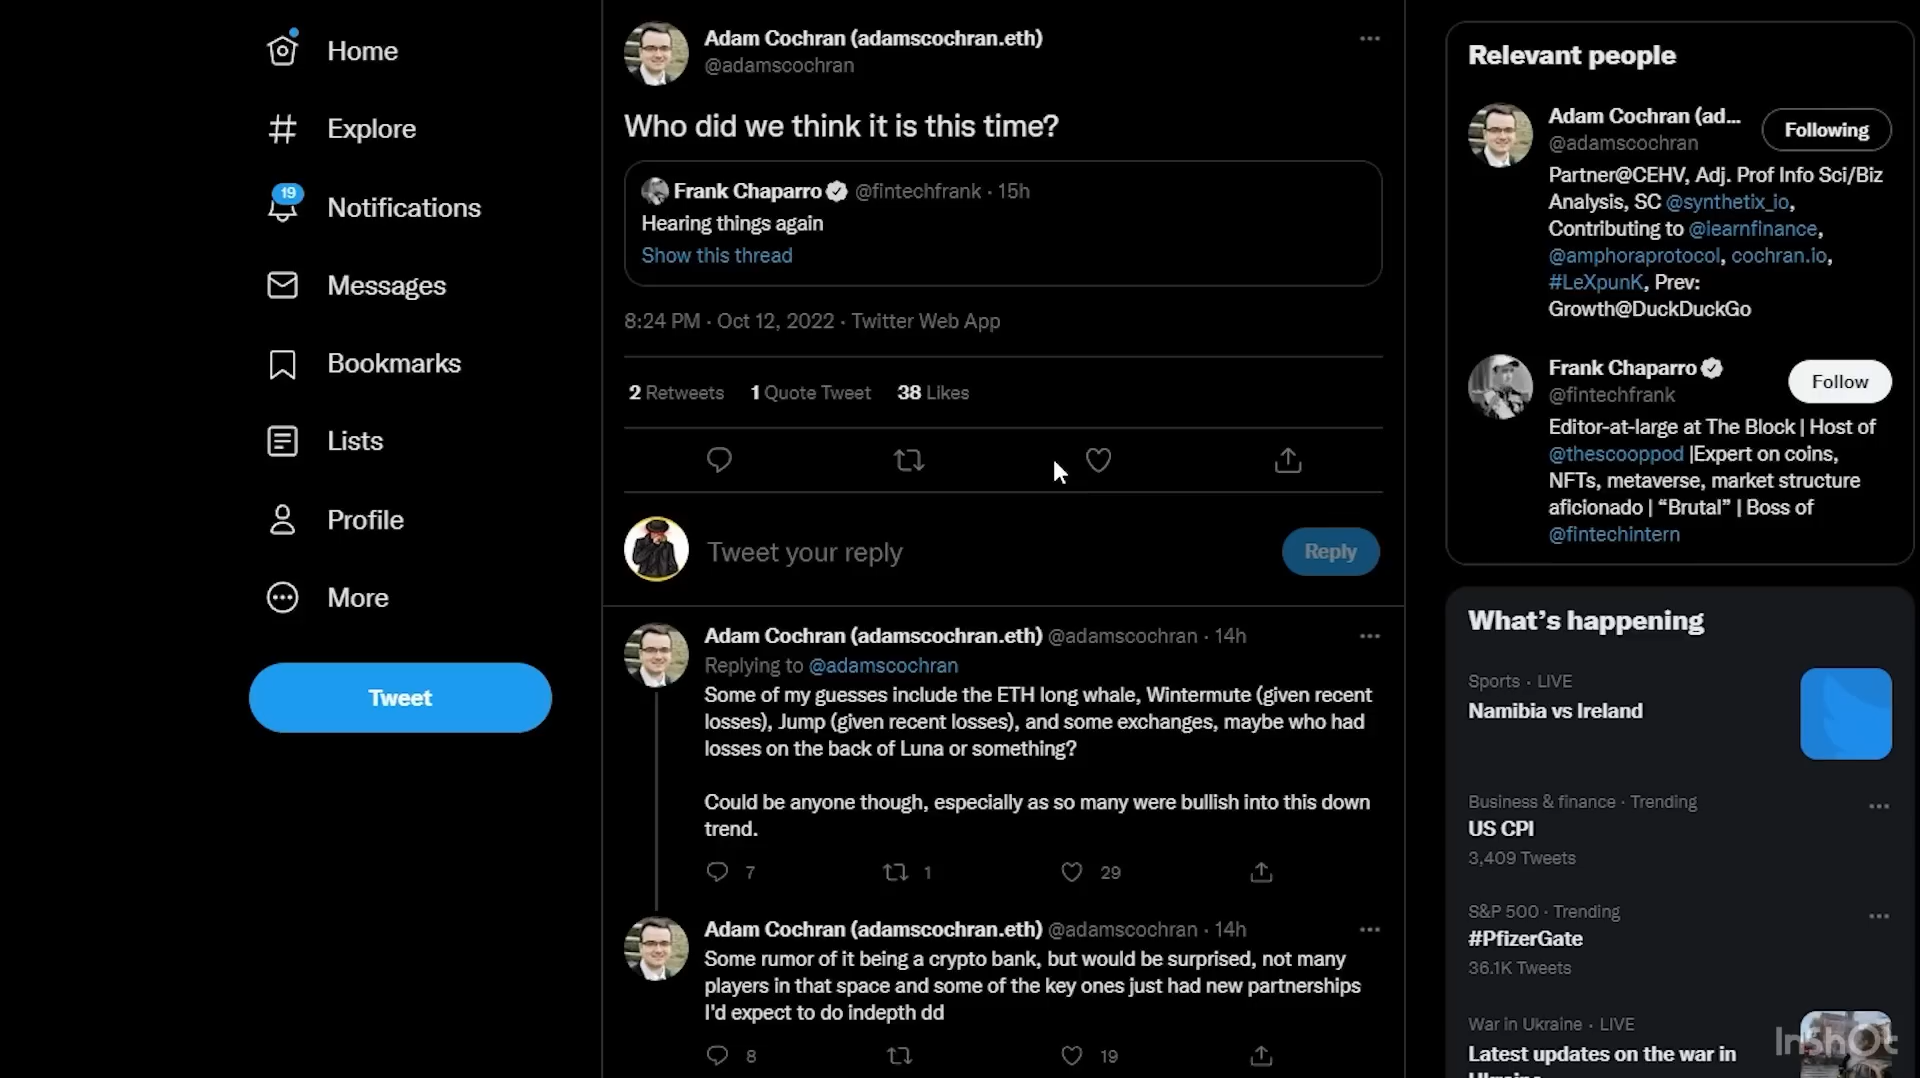 Home
Explore
19
Notifications
Messages
Bookmarks
Lists
Profile
More
Tweet
Adam Cochran (adamscochran.eth)
@adamscochran
Who did we think it is this time?
Frank Chaparro @fintechfrank · 15h
Hearing things again
Show this thread
8:24 PM · Oct 12, 2022 · Twitter Web App
2 Retweets 1 Quote Tweet 38 Likes
Tweet your reply
Reply
Adam Cochran (adamscochran.eth) @adamscochran · 14h
Replying to @adamscochran
Some of my guesses include the ETH long whale, Wintermute (given recent
losses), Jump (given recent losses), and some exchanges, maybe who had
losses on the back of Luna or something?
Could be anyone though, especially as so many were bullish into this down
trend.
7 1 29
Adam Cochran (adamscochran.eth) @adamscochran · 14h
Some rumor of it being a crypto bank, but would be surprised, not many
players in that space and some of the key ones just had new partnerships
I'd expect to do indepth dd
8 19
Relevant people
Adam Cochran (ad...
Following
@adamscochran
Partner@CEHV, Adj. Prof Info Sci/Biz
Analysis, SC @synthetix_io,
Contributing to @iearnfinance,
@amphoraprotocol, cochran.io,
#LeXpunK, Prev:
Growth@DuckDuckGo
Frank Chaparro
Follow
@fintechfrank
Editor-at-large at The Block | Host of
@thescooppod |Expert on coins,
NFTs, metaverse, market structure
aficionado | “Brutal” | Boss of
@fintechintern
What’s happening
Sports · LIVE
Namibia vs Ireland
Business & finance · Trending
US CPI
3,409 Tweets
S&P 500 · Trending
#PfizerGate
36.1K Tweets
War in Ukraine · LIVE
Latest updates on the war in
Ukraine
InShOt